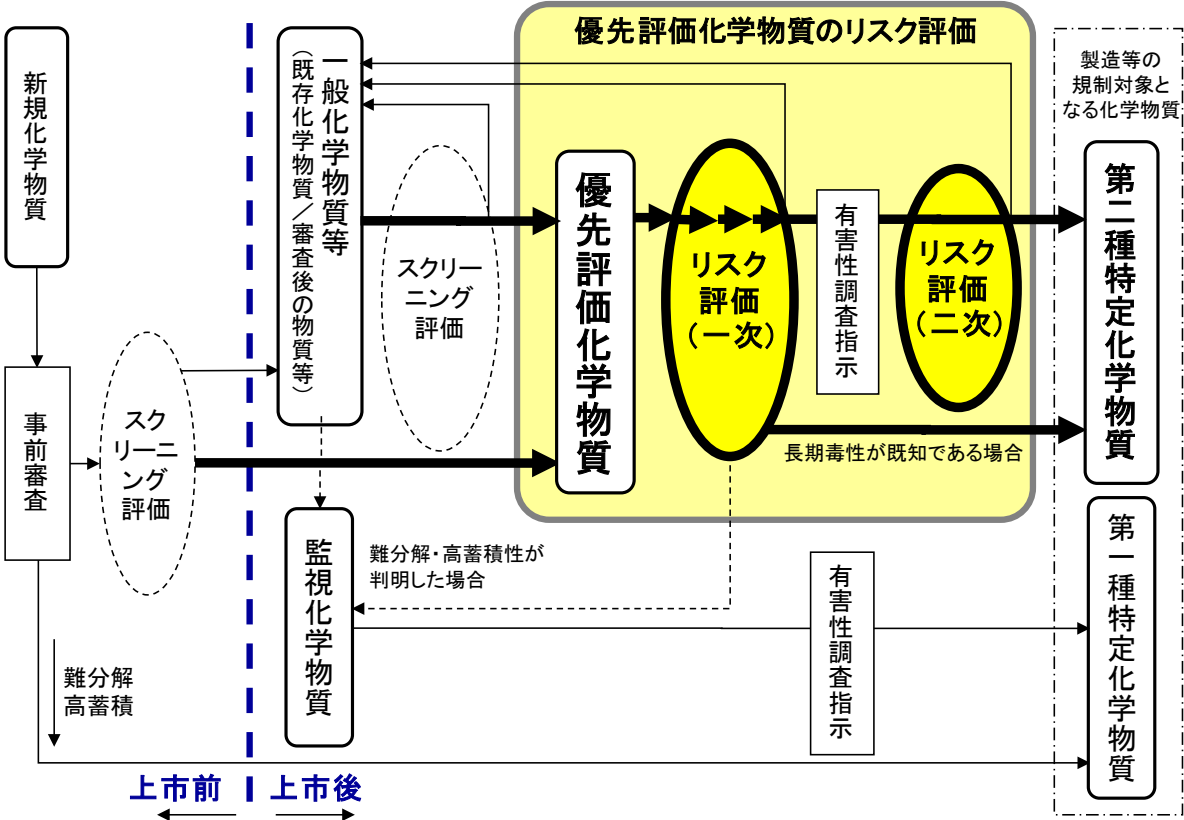 新規化学物質
事前審査
スク
リーニ
ング
評価
難分解
高蓄積
上市前
上市後
一般化学物質等
（既存化学物質／審査後の物質等）
スクリー
ニング
評価
監視化学物質
難分解・高蓄積性が
判明した場合
優先評価化学物質のリスク評価
優先評価化学物質
リスク
評価
（一次）
有害性調査指示
リスク
評価
（二次）
長期毒性が既知である場合
有害性調査指示
製造等の
規制対象と
なる化学物質
第二種特定化学物質
第一種特定化学物質